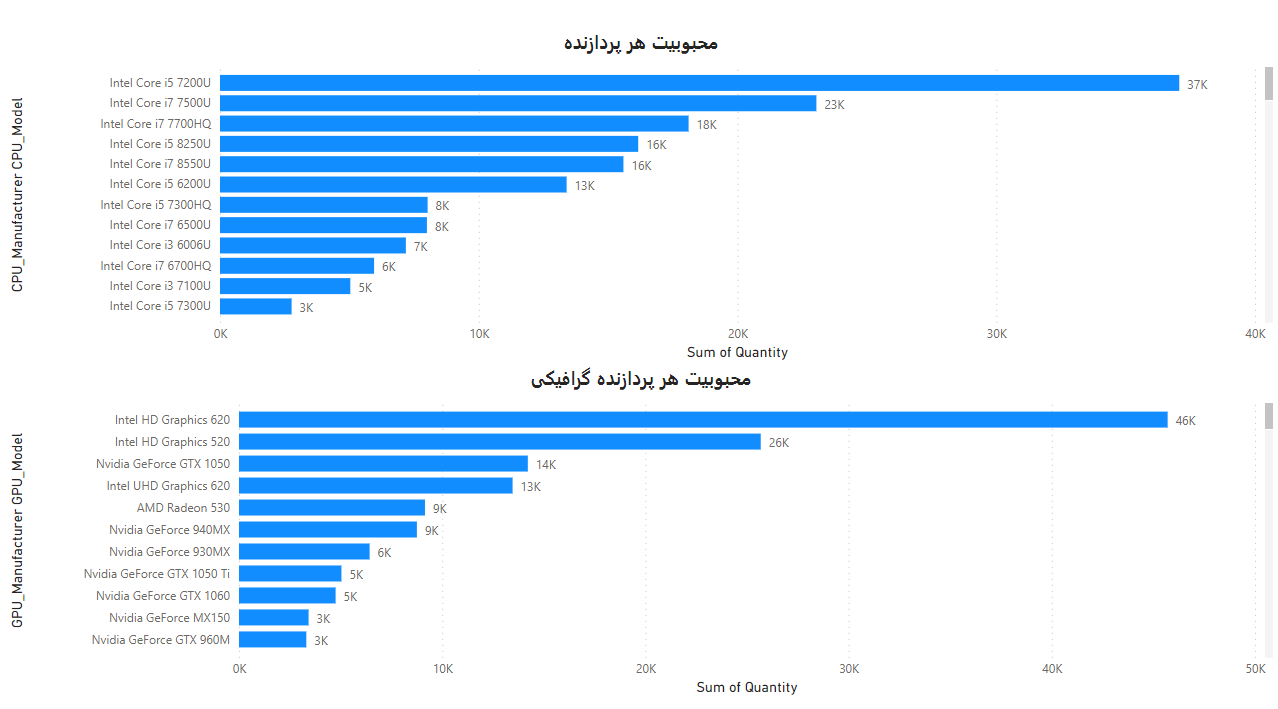 محبوبیت هر پردازنده
CPU_Manufacturer CPU_Model
Intel Core i5 7200U 37K
Intel Core i7 7500U 23K
Intel Core i7 7700HQ 18K
Intel Core i5 8250U 16K
Intel Core i7 8550U 16K
Intel Core i5 6200U 13K
Intel Core i5 7300HQ 8K
Intel Core i7 6500U 8K
Intel Core i3 6006U 7K
Intel Core i7 6700HQ 6K
Intel Core i3 7100U 5K
Intel Core i5 7300U 3K
0K 10K 20K 30K 40K
Sum of Quantity
محبوبیت هر پردازنده گرافیکی
GPU_Manufacturer GPU_Model
Intel HD Graphics 620 46K
Intel HD Graphics 520 26K
Nvidia GeForce GTX 1050 14K
Intel UHD Graphics 620 13K
AMD Radeon 530 9K
Nvidia GeForce 940MX 9K
Nvidia GeForce 930MX 6K
Nvidia GeForce GTX 1050 Ti 5K
Nvidia GeForce GTX 1060 5K
Nvidia GeForce MX150 3K
Nvidia GeForce GTX 960M 3K
0K 10K 20K 30K 40K 50K
Sum of Quantity